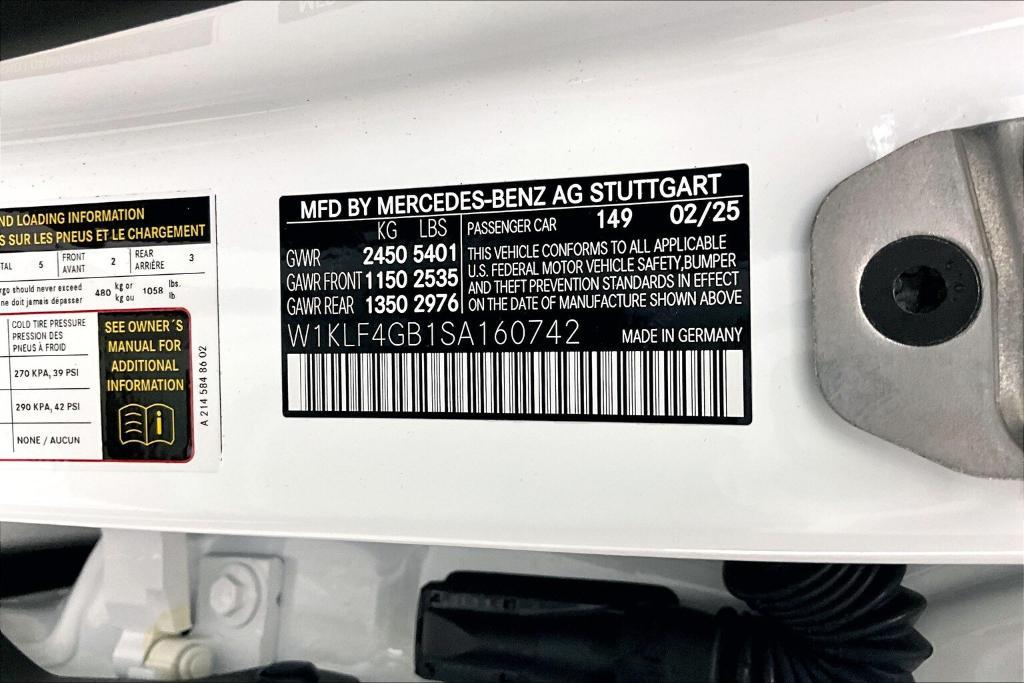 ND LOADING INFORMATION
S SUR LES PNEUS ET LE CHARGEMENT
TAL 5 FRONT AVANT 2 REAR ARRIÈRE 3
rgo should never exceed 480 kg or 1058 lbs.
ne doit jamais dépasser kg ou lb
COLD TIRE PRESSURE
PRESSION DES
PNEUS À FROID
270 KPA, 39 PSI
290 KPA, 42 PSI
NONE / AUCUN
SEE OWNER´S
MANUAL FOR
ADDITIONAL
INFORMATION
A 214 584 86 02
MFD BY MERCEDES-BENZ AG STUTTGART
KG LBS
GVWR 2450 5401
GAWR FRONT 1150 2535
GAWR REAR 1350 2976
PASSENGER CAR 149 02/25
THIS VEHICLE CONFORMS TO ALL APPLICABLE
U.S. FEDERAL MOTOR VEHICLE SAFETY,BUMPER
AND THEFT PREVENTION STANDARDS IN EFFECT
ON THE DATE OF MANUFACTURE SHOWN ABOVE
W1KLF4GB1SA160742 MADE IN GERMANY